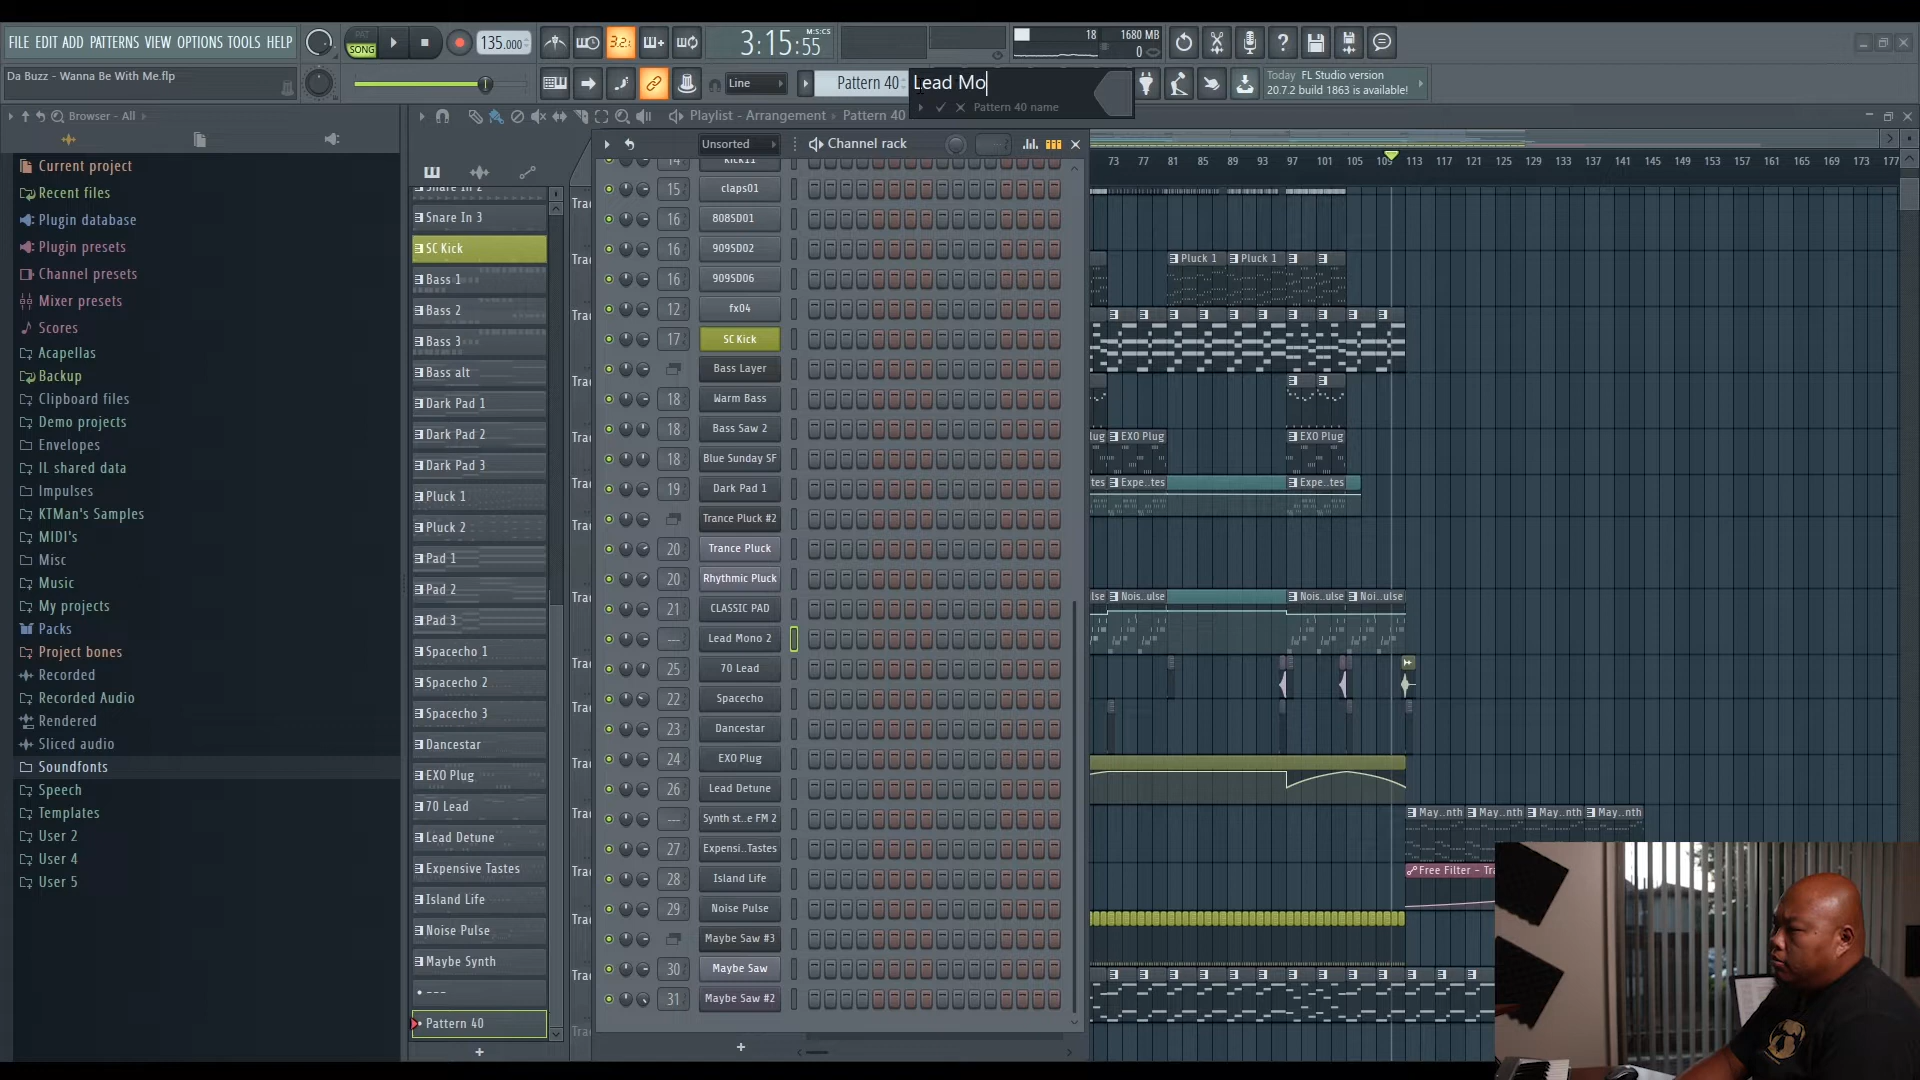 FILE EDIT ADD PATTERNS VIEW OPTIONS TOOLS HELP
PAT
SONG
135.000
3.2.
3:15:55
M:S:CS
18
1680 MB
0
Da Buzz - Wanna Be With Me.flp
Line
Pattern 40
Lead Mo
Pattern 40 name
Today FL Studio version
20.7.2 build 1863 is available!
Browser - All
Playlist - Arrangement
Pattern 40
Current project
Recent files
Plugin database
Plugin presets
Channel presets
Mixer presets
Scores
Acapellas
Backup
Clipboard files
Demo projects
Envelopes
IL shared data
Impulses
KTMan's Samples
MIDI's
Misc
Music
My projects
Packs
Project bones
Recorded
Recorded Audio
Rendered
Sliced audio
Soundfonts
Speech
Templates
User 2
User 4
User 5
Snare In 2
Snare In 3
SC Kick
Bass 1
Bass 2
Bass 3
Bass alt
Dark Pad 1
Dark Pad 2
Dark Pad 3
Pluck 1
Pluck 2
Pad 1
Pad 2
Pad 3
Spacecho 1
Spacecho 2
Spacecho 3
Dancestar
EXO Plug
70 Lead
Lead Detune
Expensive Tastes
Island Life
Noise Pulse
Maybe Synth
---
Pattern 40
Unsorted
Channel rack
14 Kick11
15 claps01
16 808SD01
16 909SD02
16 909SD06
12 fx04
17 SC Kick
Bass Layer
18 Warm Bass
18 Bass Saw 2
18 Blue Sunday SF
19 Dark Pad 1
Trance Pluck #2
20 Trance Pluck
20 Rhythmic Pluck
21 CLASSIC PAD
--- Lead Mono 2
25 70 Lead
22 Spacecho
23 Dancestar
24 EXO Plug
26 Lead Detune
--- Synth st..e FM 2
27 Expensi..Tastes
28 Island Life
29 Noise Pulse
Maybe Saw #3
30 Maybe Saw
31 Maybe Saw #2
73 77 81 85 89 93 97 101 105 109 113 117 121 125 129 133 137 141 145 149 153 157 161 165 169 173 177
Pluck 1 Pluck 1
lug EXO Plug EXO Plug
tes Expe..tes Expe..tes
lse Nois..ulse Nois..ulse Noi..ulse
May..nth May..nth May..nth May..nth
Free Filter - Tra